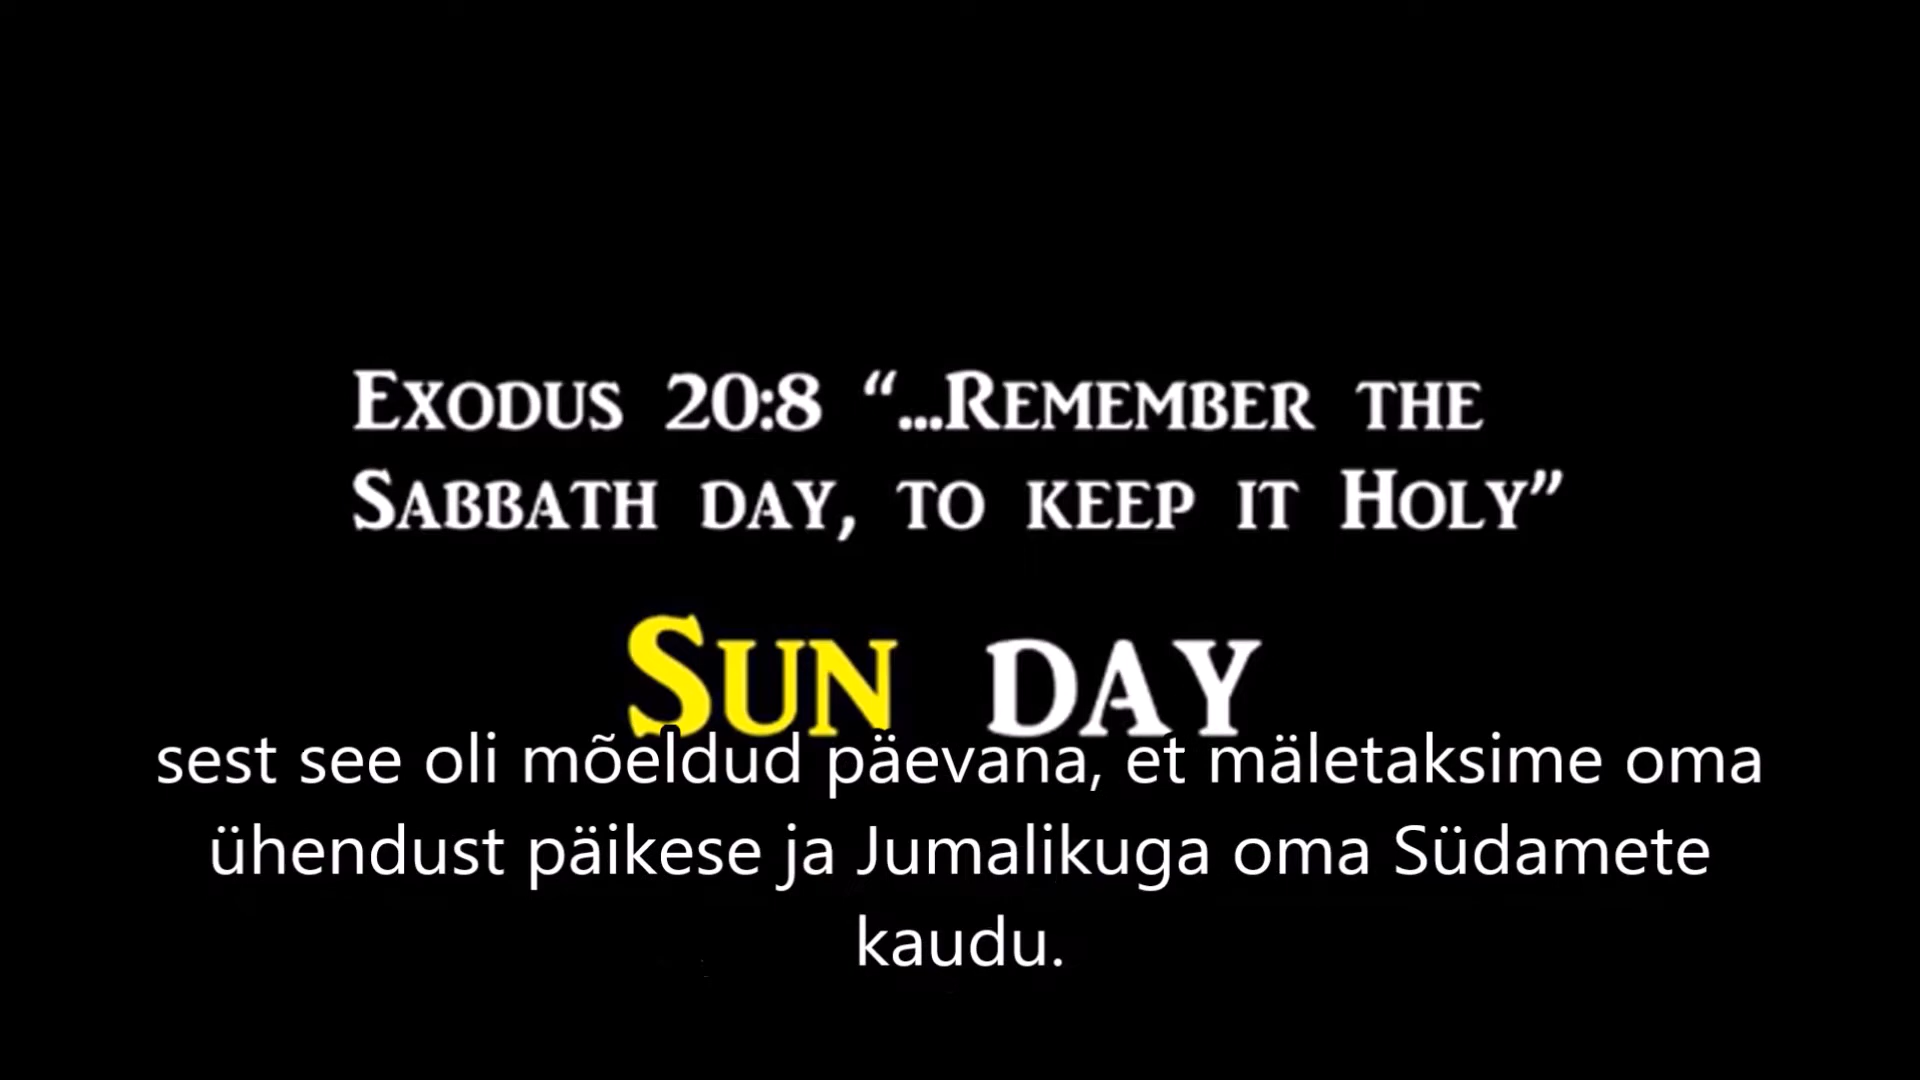 Exodus 20:8 “...Remember the
Sabbath day, to keep it Holy”
Sun day
sest see oli mõeldud päevana, et mäletaksime oma
ühendust päikese ja Jumalikuga oma Südamete
kaudu.